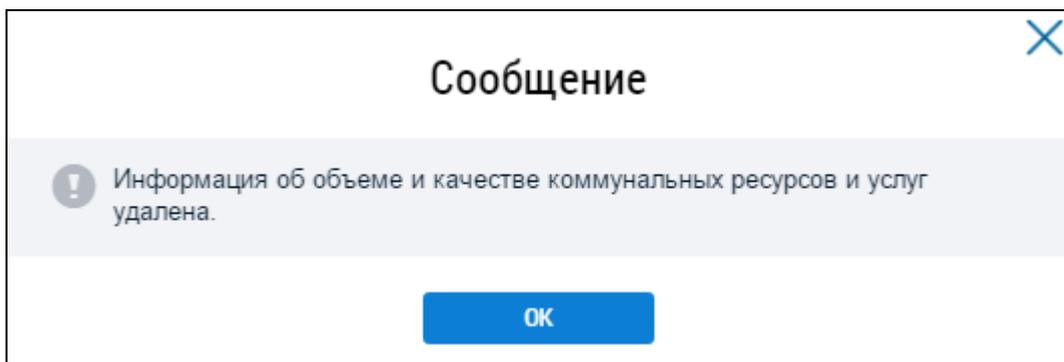 Сообщение
Информация об объеме и качестве коммунальных ресурсов и услуг
удалена.
ОК